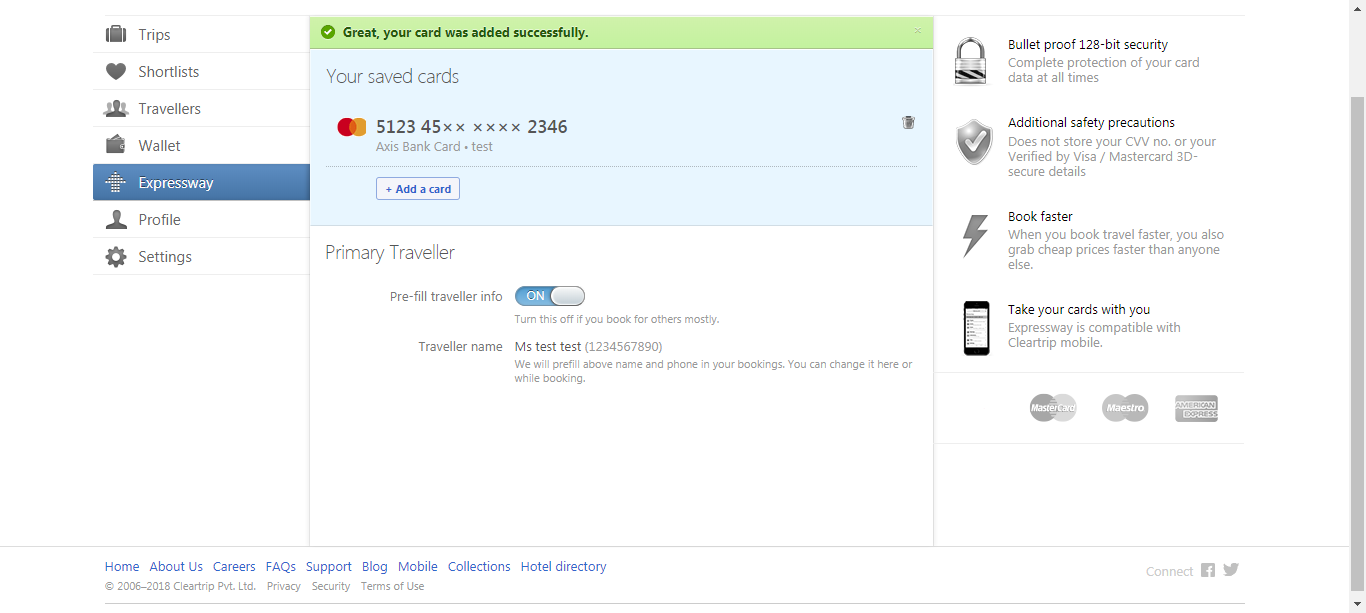 Trips
Shortlists
Travellers
Wallet
Expressway
Profile
Settings
Great, your card was added successfully.
×
Your saved cards
5123 45×× ×××× 2346
Axis Bank Card • test
+ Add a card
Primary Traveller
Pre-fill traveller info
ON
Turn this off if you book for others mostly.
Traveller name
Ms test test (1234567890)
We will prefill above name and phone in your bookings. You can change it here or
while booking.
Bullet proof 128-bit security
Complete protection of your card
data at all times
Additional safety precautions
Does not store your CVV no. or your
Verified by Visa / Mastercard 3D-
secure details
Book faster
When you book travel faster, you also
grab cheap prices faster than anyone
else.
Take your cards with you
Expressway is compatible with
Cleartrip mobile.
MasterCard
Maestro
AMERICAN
EXPRESS
Home About Us Careers FAQs Support Blog Mobile Collections Hotel directory
© 2006–2018 Cleartrip Pvt. Ltd. Privacy Security Terms of Use
Connect